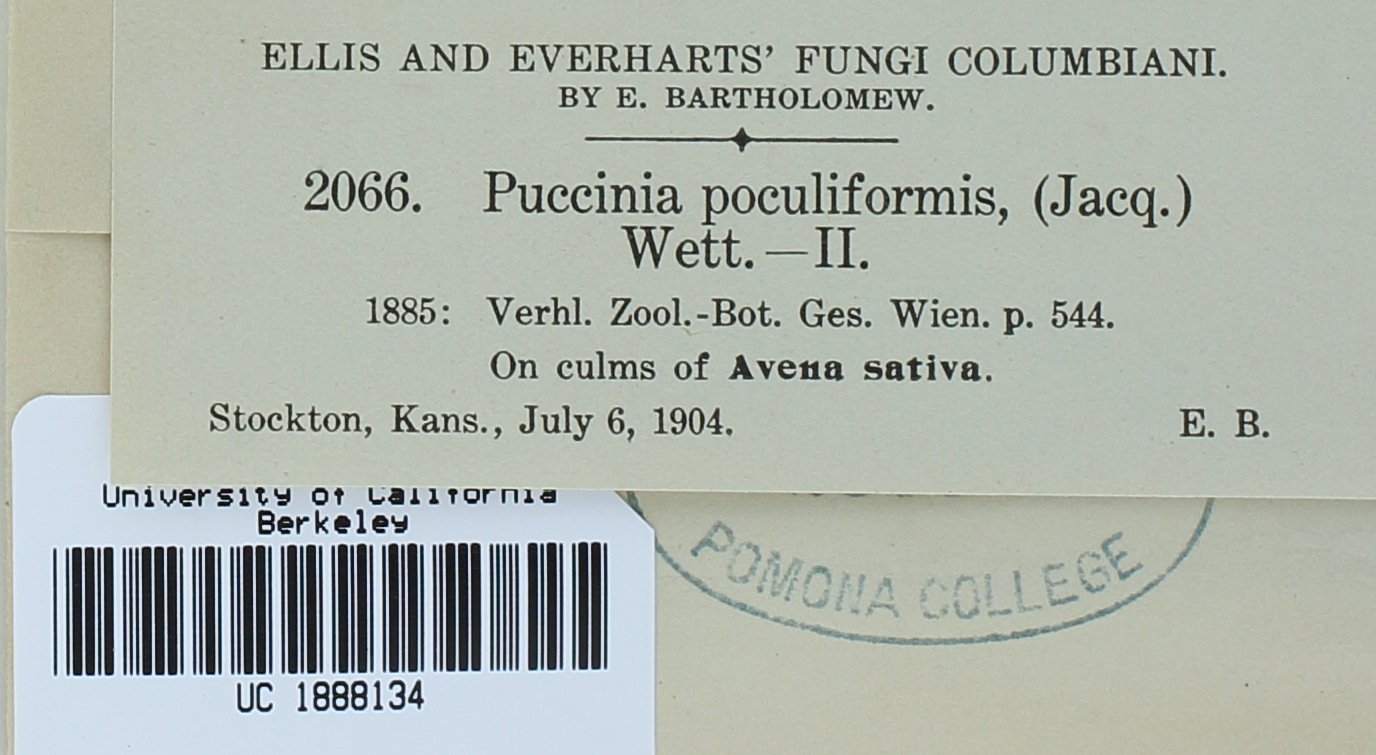 ELLIS AND EVERHARTS' FUNGI COLUMBIANI.
BY E. BARTHOLOMEW.
2066. Puccinia poculiformis, (Jacq.)
Wett.—II.
1885: Verhl. Zool.-Bot. Ges. Wien. p. 544.
On culms of Avena sativa.
Stockton, Kans., July 6, 1904. E. B.
University of California
Berkeley
UC 1888134
POMONA COLLEGE